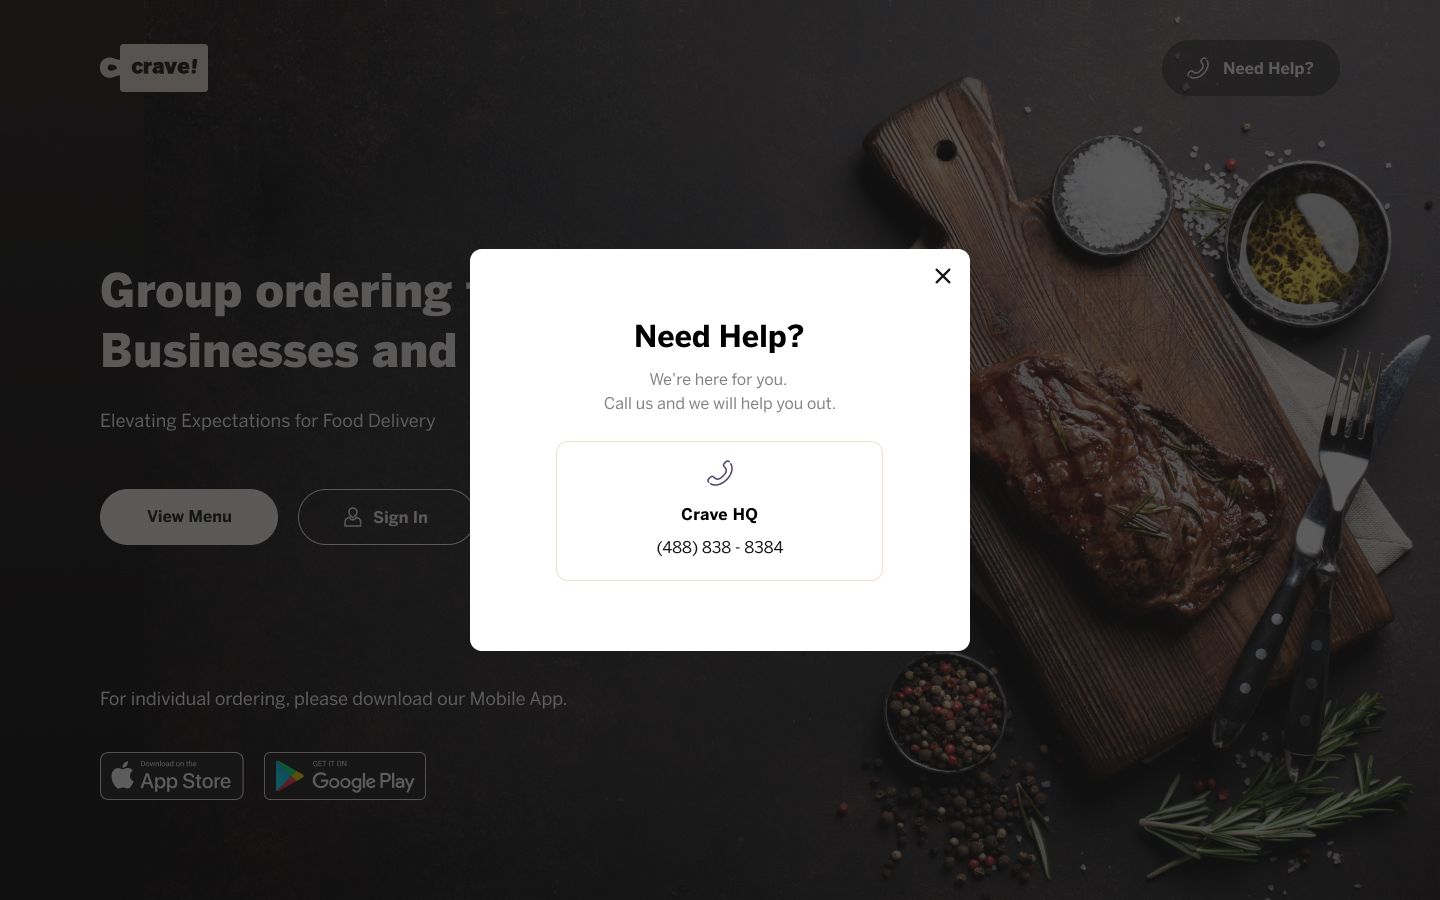 crave!
Need Help?
Group ordering
Businesses and
Elevating Expectations for Food Delivery
View Menu
Sign In
Need Help?
We're here for you.
Call us and we will help you out.
Crave HQ
(488) 838 - 8384
For individual ordering, please download our Mobile App.
Download on the
App Store
GET IT ON
Google Play